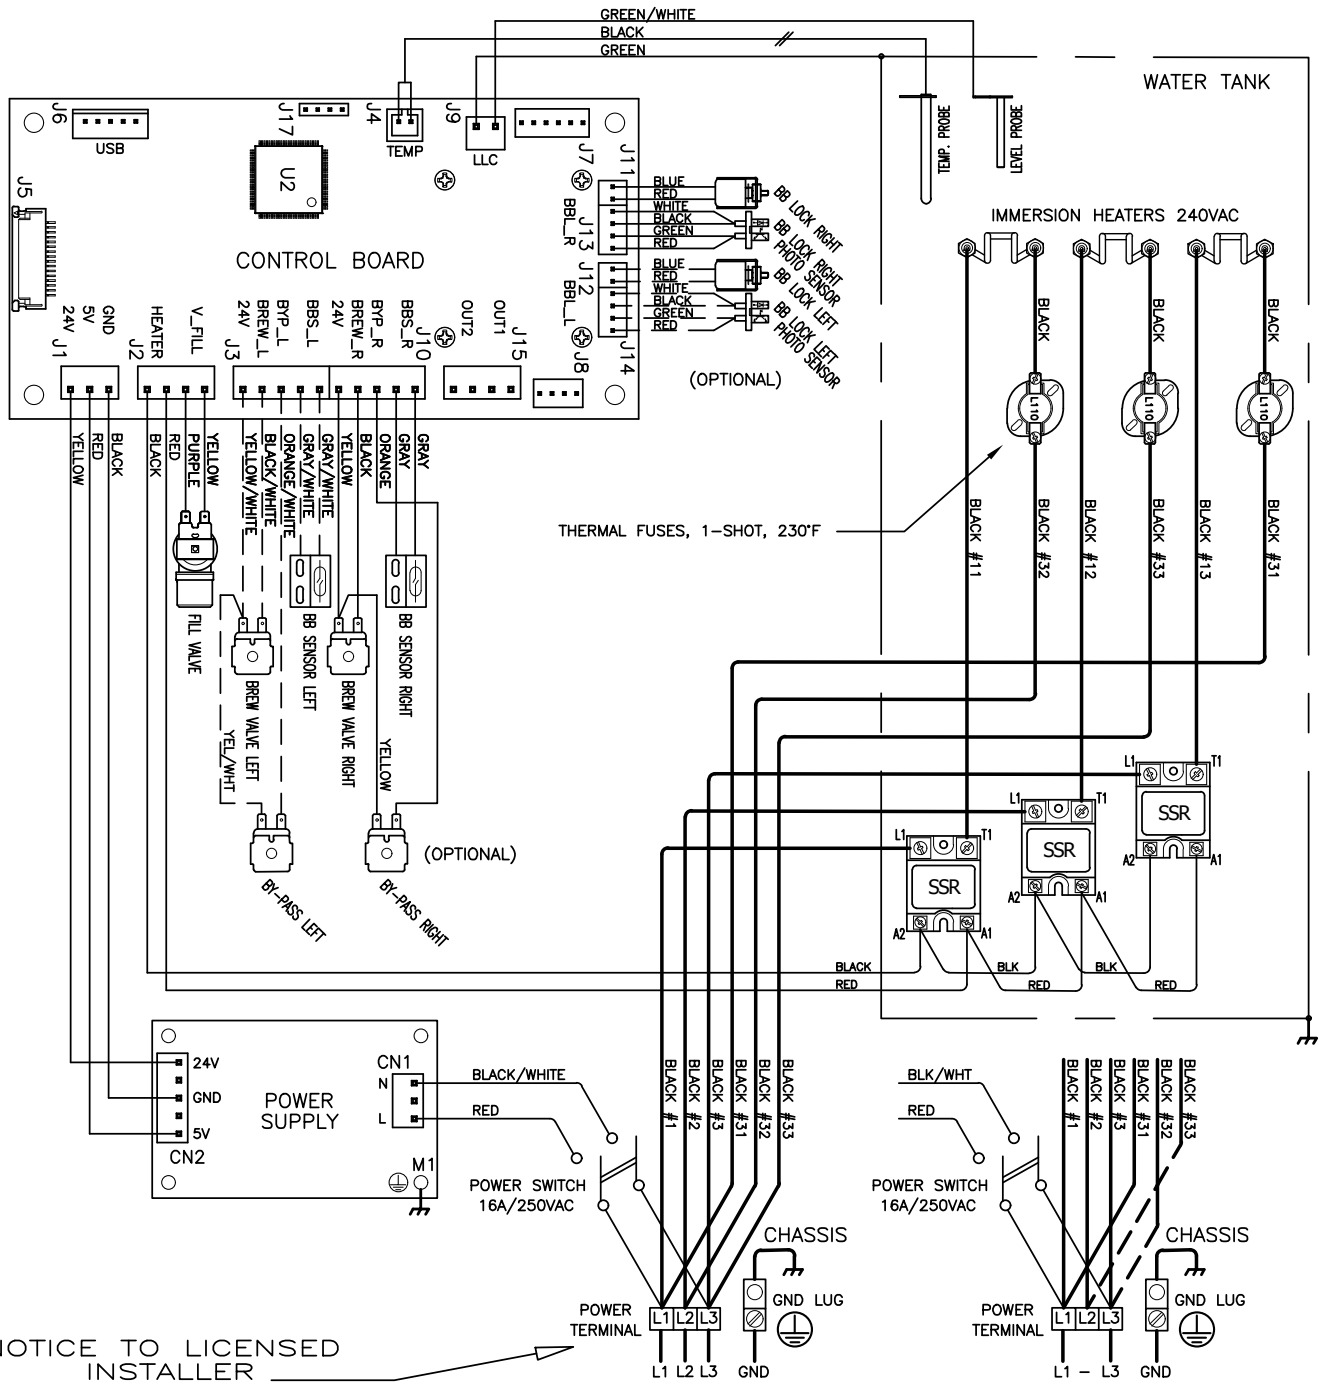 GREEN/WHITE
BLACK
GREEN
WATER TANK
J6
USB
J17
J4
TEMP
J9
LLC
J7
J11
U2
J5
TEMP. PROBE
LEVEL PROBE
BLUE
RED
WHITE
BLACK
GREEN
RED
BBL_R
J13
BB LOCK RIGHT
BB LOCK RIGHT
PHOTO SENSOR
BLUE
RED
WHITE
BLACK
GREEN
RED
J12
BBL_L
J14
BB LOCK LEFT
BB LOCK LEFT
PHOTO SENSOR
(OPTIONAL)
CONTROL BOARD
IMMERSION HEATERS 240VAC
J1
24V
5V
GND
J2
HEATER
V_FILL
J3
24V
BREW_L
BYP_L
BBS_L
24V
BREW_R
BYP_R
BBS_R
J10
OUT2
OUT1
J15
J8
BLACK
BLACK
BLACK
L110
L110
L110
YELLOW
RED
BLACK
BLACK
RED
PURPLE
YELLOW
YELLOW/WHITE
BLACK/WHITE
ORANGE/WHITE
GRAY/WHITE
GRAY/WHITE
YELLOW
BLACK
ORANGE
GRAY
GRAY
THERMAL FUSES, 1-SHOT, 230°F
BLACK #11
BLACK #32
BLACK #12
BLACK #33
BLACK #13
BLACK #31
FILL VALVE
BREW VALVE LEFT
BB SENSOR LEFT
BREW VALVE RIGHT
BB SENSOR RIGHT
YEL/WHT
YELLOW
BY-PASS LEFT
BY-PASS RIGHT
(OPTIONAL)
L1
T1
SSR
A2
A1
L1
T1
SSR
A2
A1
L1
T1
SSR
A2
A1
BLACK
BLK
BLK
RED
RED
RED
24V
GND
5V
CN2
POWER
SUPPLY
CN1
N
L
M1
BLACK/WHITE
RED
POWER SWITCH
16A/250VAC
BLACK #1
BLACK #2
BLACK #3
BLACK #31
BLACK #32
BLACK #33
CHASSIS
GND LUG
POWER
TERMINAL
L1 L2 L3
L1 L2 L3 GND
BLK/WHT
RED
POWER SWITCH
16A/250VAC
BLACK #1
BLACK #2
BLACK #3
BLACK #31
BLACK #32
BLACK #33
CHASSIS
GND LUG
POWER
TERMINAL
L1 L2 L3
L1 - L3 GND
NOTICE TO LICENSED
INSTALLER